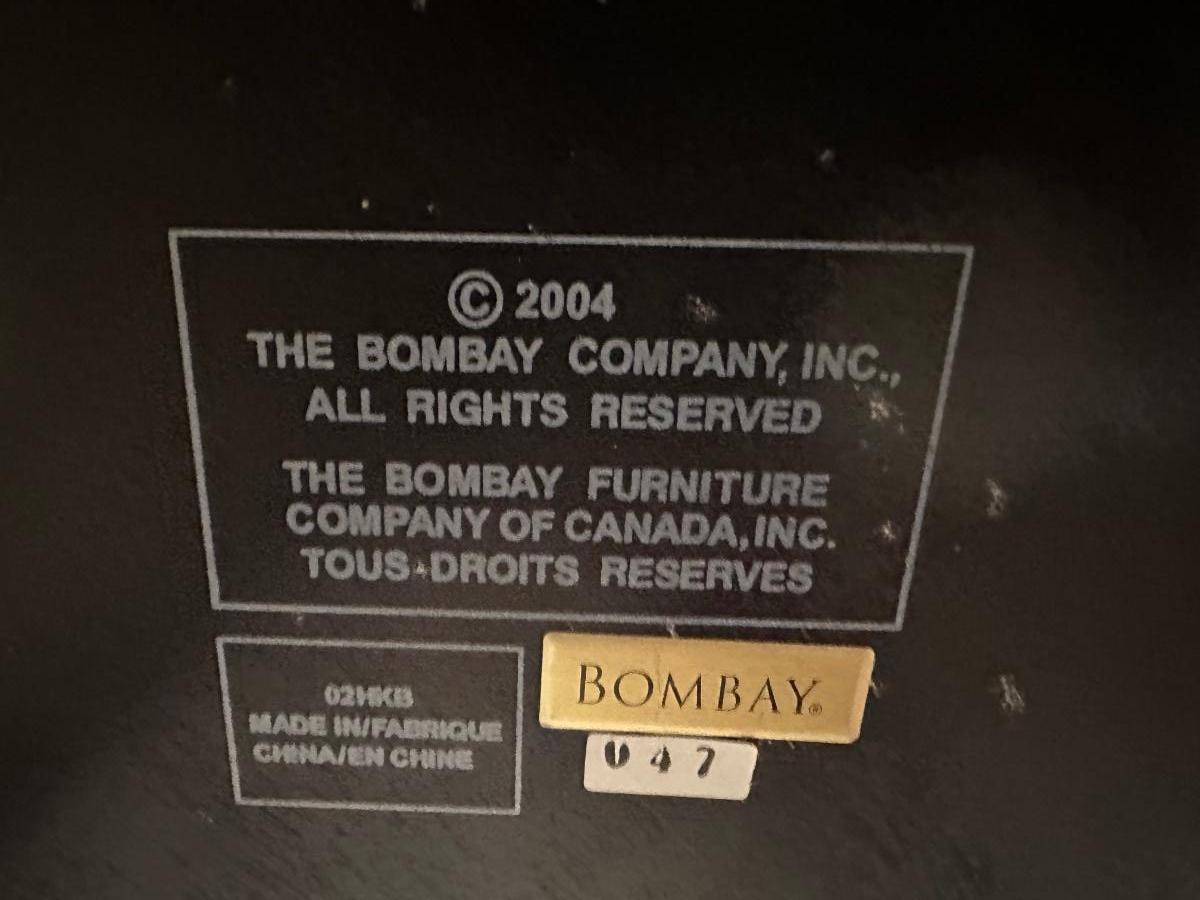 © 2004
THE BOMBAY COMPANY, INC.,
ALL RIGHTS RESERVED
THE BOMBAY FURNITURE
COMPANY OF CANADA, INC.
TOUS DROITS RESERVES
02HKB
MADE IN/FABRIQUE
CHINA/EN CHINE
BOMBAY®
047